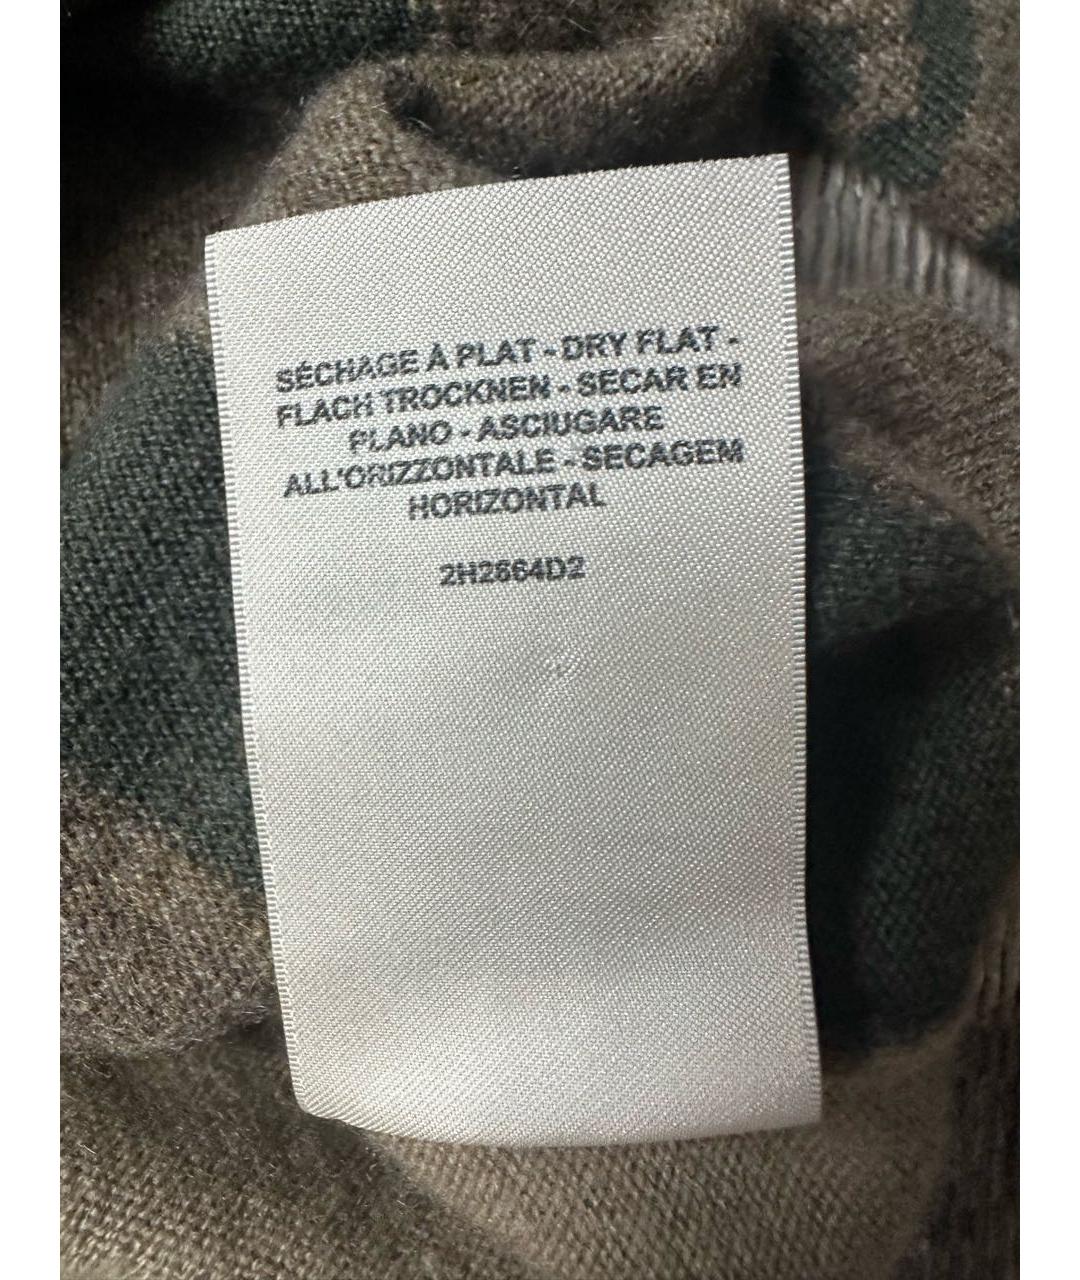 SÉCHAGE À PLAT - DRY FLAT -
FLACH TROCKNEN - SECAR EN
PLANO - ASCIUGARE
ALL'ORIZZONTALE - SECAGEM
HORIZONTAL
2H2664D2